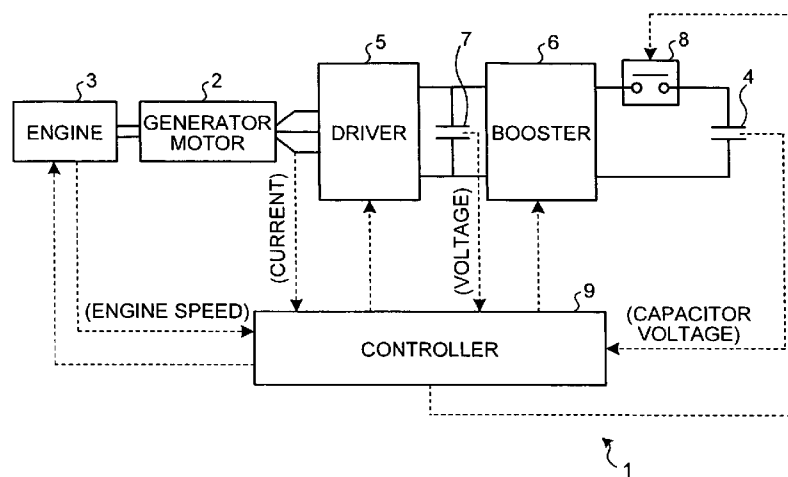 3
2
5
7
6
8
4
ENGINE
GENERATOR
MOTOR
DRIVER
BOOSTER
(CURRENT)
(VOLTAGE)
(ENGINE SPEED)
9
(CAPACITOR
VOLTAGE)
CONTROLLER
1